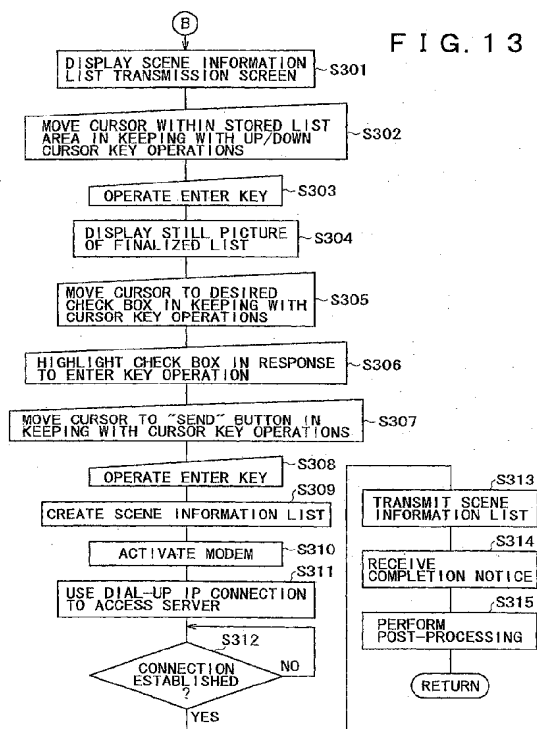 B
FIG. 13
DISPLAY SCENE INFORMATION
LIST TRANSMISSION SCREEN
S301
MOVE CURSOR WITHIN STORED LIST
AREA IN KEEPING WITH UP/DOWN
CURSOR KEY OPERATIONS
S302
OPERATE ENTER KEY
S303
DISPLAY STILL PICTURE
OF FINALIZED LIST
S304
MOVE CURSOR TO DESIRED
CHECK BOX IN KEEPING WITH
CURSOR KEY OPERATIONS
S305
HIGHLIGHT CHECK BOX IN RESPONSE
TO ENTER KEY OPERATION
S306
MOVE CURSOR TO "SEND" BUTTON IN
KEEPING WITH CURSOR KEY OPERATIONS
S307
OPERATE ENTER KEY
S308
S309
CREATE SCENE INFORMATION LIST
ACTIVATE MODEM
S310
S311
USE DIAL-UP IP CONNECTION
TO ACCESS SERVER
S312
CONNECTION
ESTABLISHED
?
NO
YES
S313
TRANSMIT SCENE
INFORMATION LIST
S314
RECEIVE
COMPLETION NOTICE
S315
PERFORM
POST-PROCESSING
RETURN